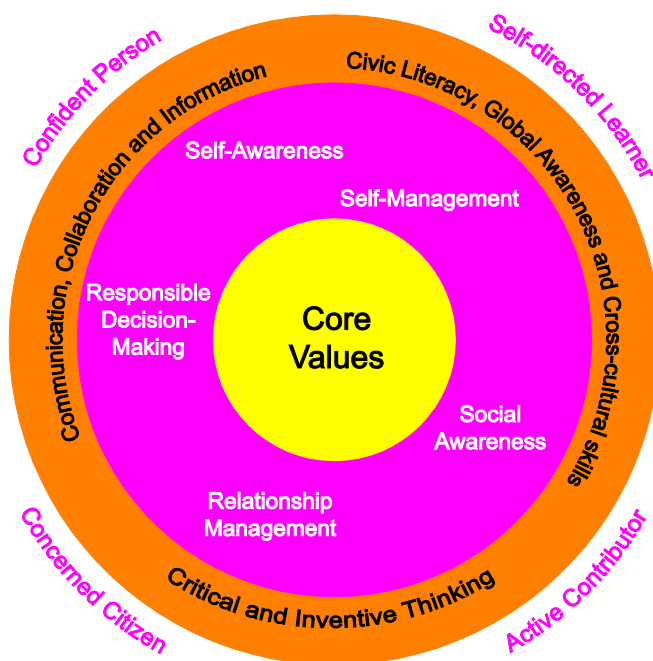 Confident Person
Self-directed Learner
Communication, Collaboration and Information
Civic Literacy, Global Awareness and Cross-cultural skills
Self-Awareness
Self-Management
Responsible
Decision-
Making
Core
Values
Social
Awareness
Relationship
Management
Critical and Inventive Thinking
Concerned Citizen
Active Contributor